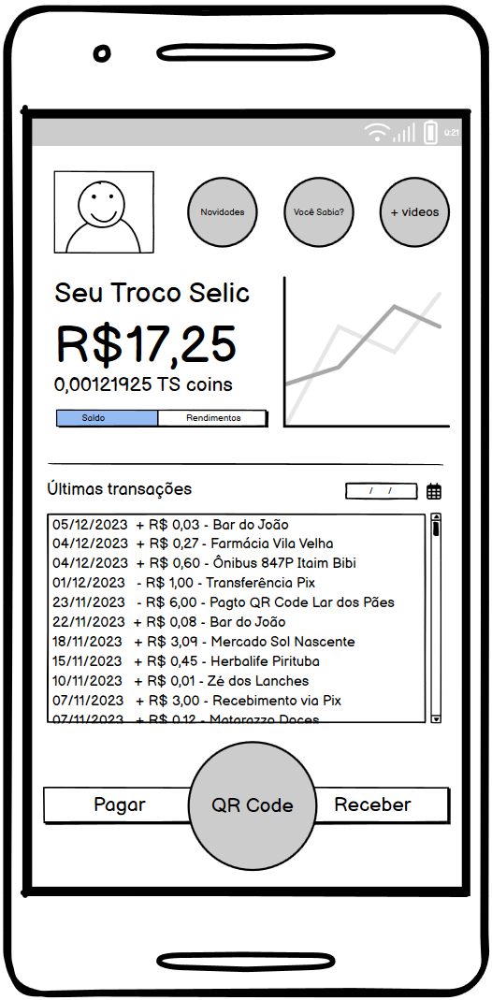 0:21
Novidades
Você Sabia?
+ videos
Seu Troco Selic
R$17,25
0,00121925 TS coins
Saldo
Rendimentos
Últimas transações
/ /
05/12/2023 + R$ 0,03 - Bar do João
04/12/2023 + R$ 0,27 - Farmácia Vila Velha
04/12/2023 + R$ 0,60 - Ônibus 847P Itaim Bibi
01/12/2023 - R$ 1,00 - Transferência Pix
23/11/2023 - R$ 6,00 - Pagto QR Code Lar dos Pães
22/11/2023 + R$ 0,08 - Bar do João
18/11/2023 + R$ 3,09 - Mercado Sol Nascente
15/11/2023 + R$ 0,45 - Herbalife Pirituba
10/11/2023 + R$ 0,01 - Zé dos Lanches
07/11/2023 + R$ 3,00 - Recebimento via Pix
07/11/2023 + R$ 0,12 - Matarazzo Doces
Pagar
QR Code
Receber